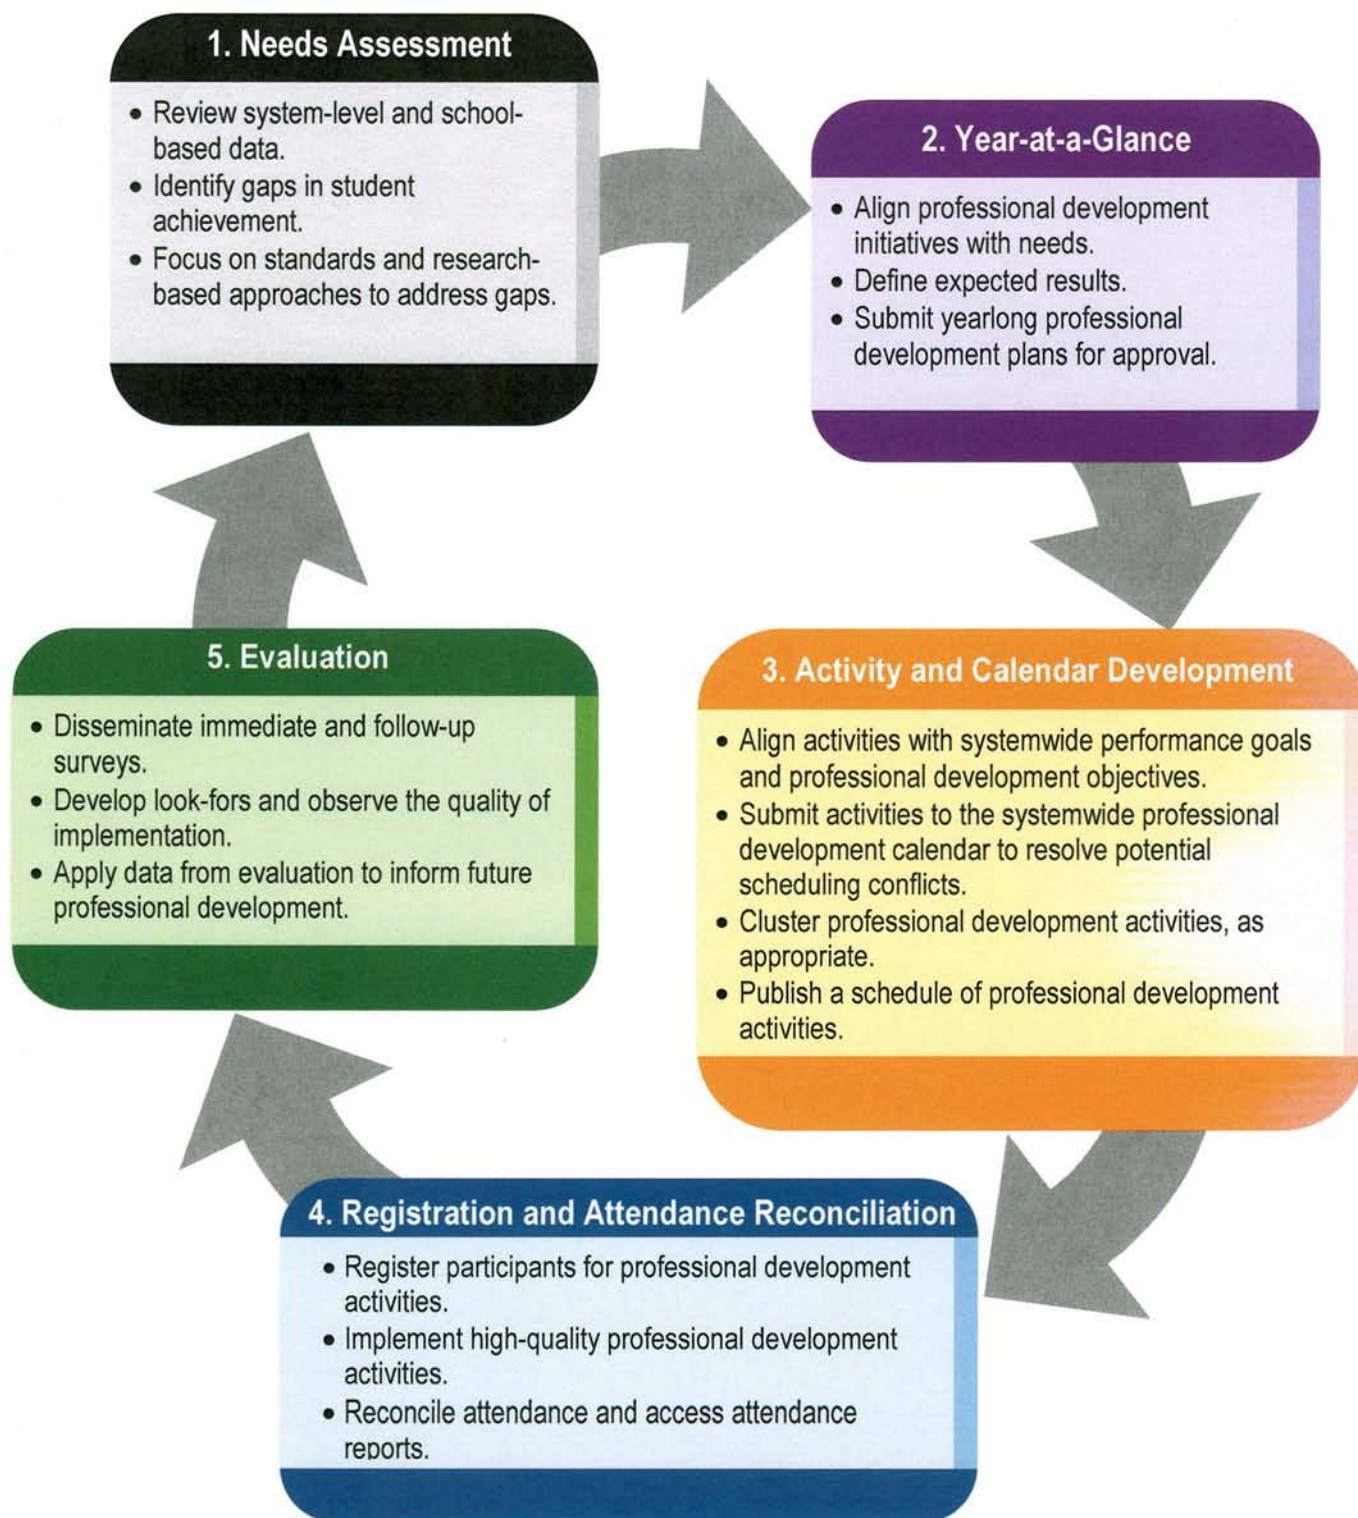 1. Needs Assessment
• Review system-level and school-
based data.
• Identify gaps in student
achievement.
• Focus on standards and research-
based approaches to address gaps.
2. Year-at-a-Glance
• Align professional development
initiatives with needs.
• Define expected results.
• Submit yearlong professional
development plans for approval.
3. Activity and Calendar Development
• Align activities with systemwide performance goals
and professional development objectives.
• Submit activities to the systemwide professional
development calendar to resolve potential
scheduling conflicts.
• Cluster professional development activities, as
appropriate.
• Publish a schedule of professional development
activities.
4. Registration and Attendance Reconciliation
• Register participants for professional development
activities.
• Implement high-quality professional development
activities.
• Reconcile attendance and access attendance
reports.
5. Evaluation
• Disseminate immediate and follow-up
surveys.
• Develop look-fors and observe the quality of
implementation.
• Apply data from evaluation to inform future
professional development.